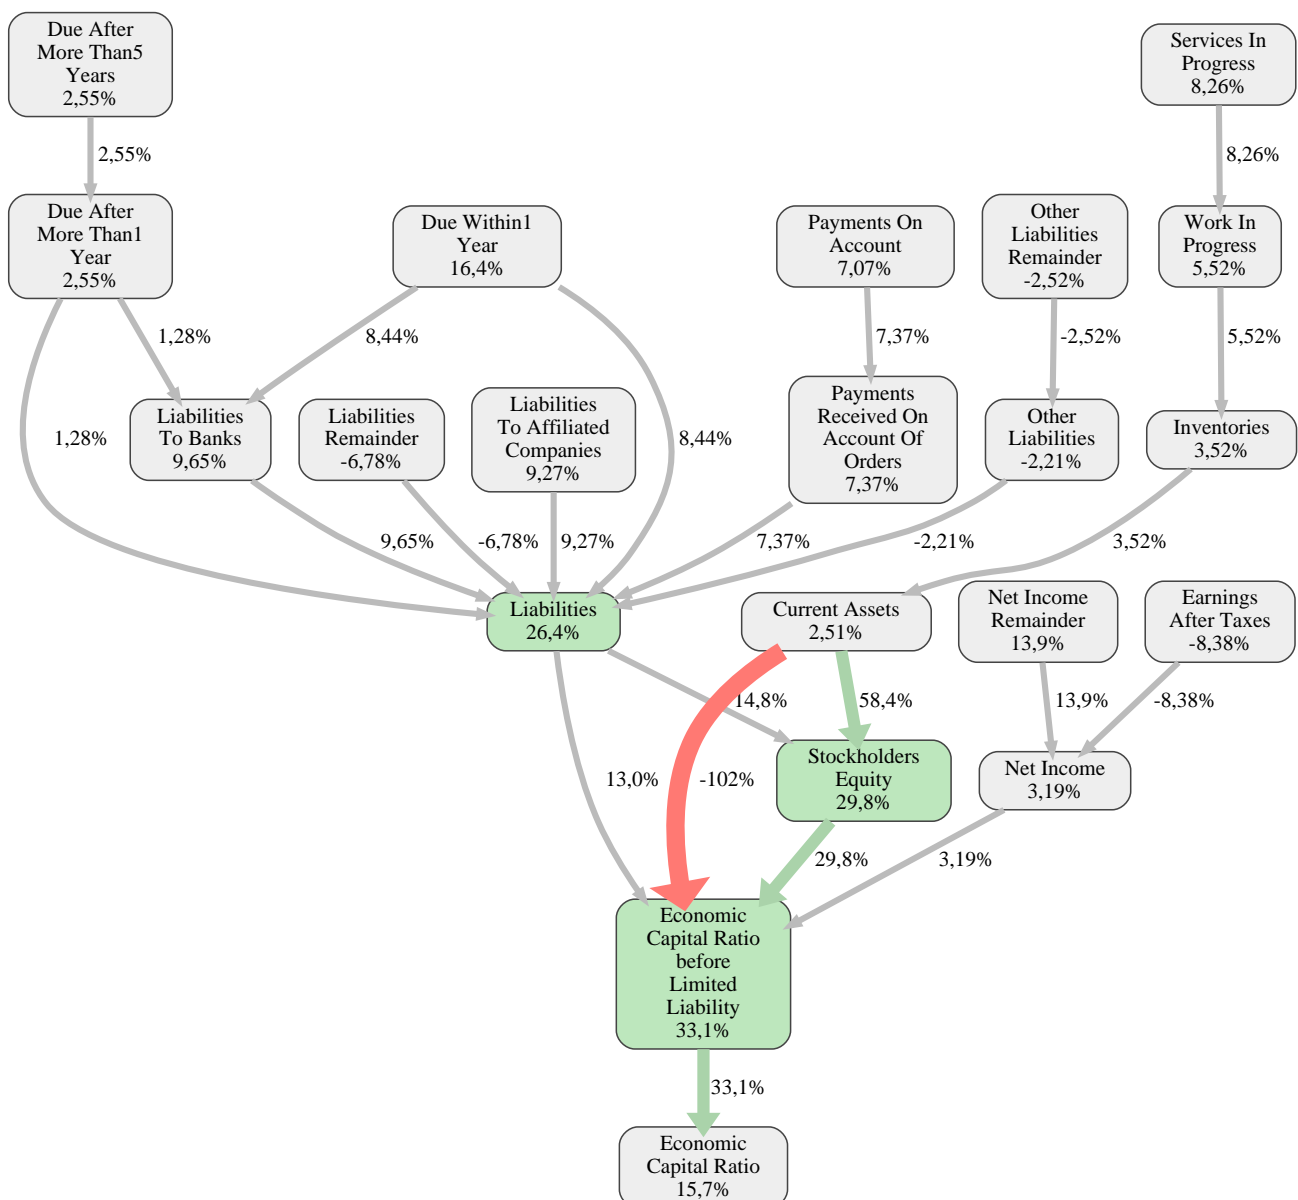 Due After
More Than5
Years
2,55%
Services In
Progress
8,26%
2,55%
8,26%
Due After
More Than1
Year
2,55%
Due Within1
Year
16,4%
Payments On
Account
7,07%
Other
Liabilities
Remainder
-2,52%
Work In
Progress
5,52%
1,28%
8,44%
7,37%
-2,52%
5,52%
Liabilities
To Banks
9,65%
Liabilities
Remainder
-6,78%
Liabilities
To Affiliated
Companies
9,27%
Payments
Received On
Account Of
Orders
7,37%
Other
Liabilities
-2,21%
Inventories
3,52%
1,28%
8,44%
9,65%
-6,78%
9,27%
7,37%
-2,21%
3,52%
Liabilities
26,4%
Current Assets
2,51%
Net Income
Remainder
13,9%
Earnings
After Taxes
-8,38%
14,8%
58,4%
13,9%
-8,38%
13,0%
-102%
Stockholders
Equity
29,8%
Net Income
3,19%
29,8%
3,19%
Economic
Capital Ratio
before
Limited
Liability
33,1%
33,1%
Economic
Capital Ratio
15,7%